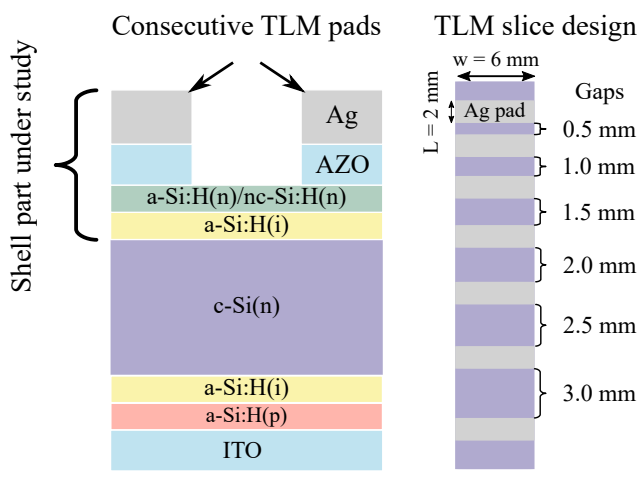 Consecutive TLM pads
TLM slice design
Shell part under study
Ag
AZO
a-Si:H(n)/nc-Si:H(n)
a-Si:H(i)
c-Si(n)
a-Si:H(i)
a-Si:H(p)
ITO
w = 6 mm
L = 2 mm
Ag pad
Gaps
0.5 mm
1.0 mm
1.5 mm
2.0 mm
2.5 mm
3.0 mm